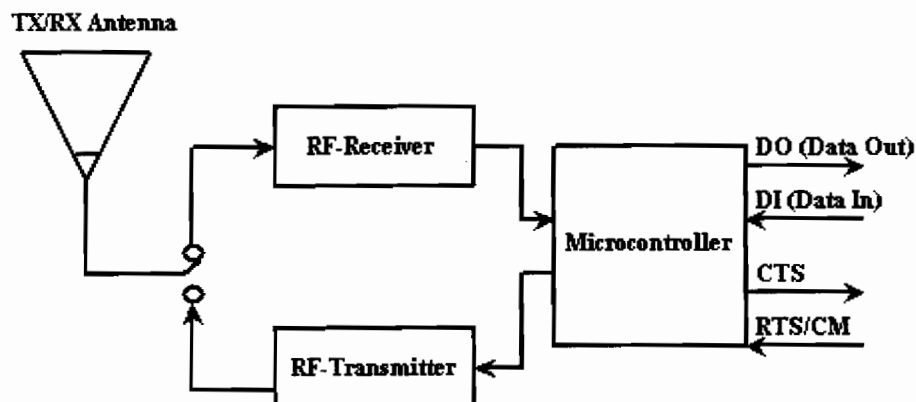 TX/RX Antenna
RF-Receiver
DO (Data Out)
DI (Data In)
Microcontroller
CTS
RTS/CM
RF-Transmitter